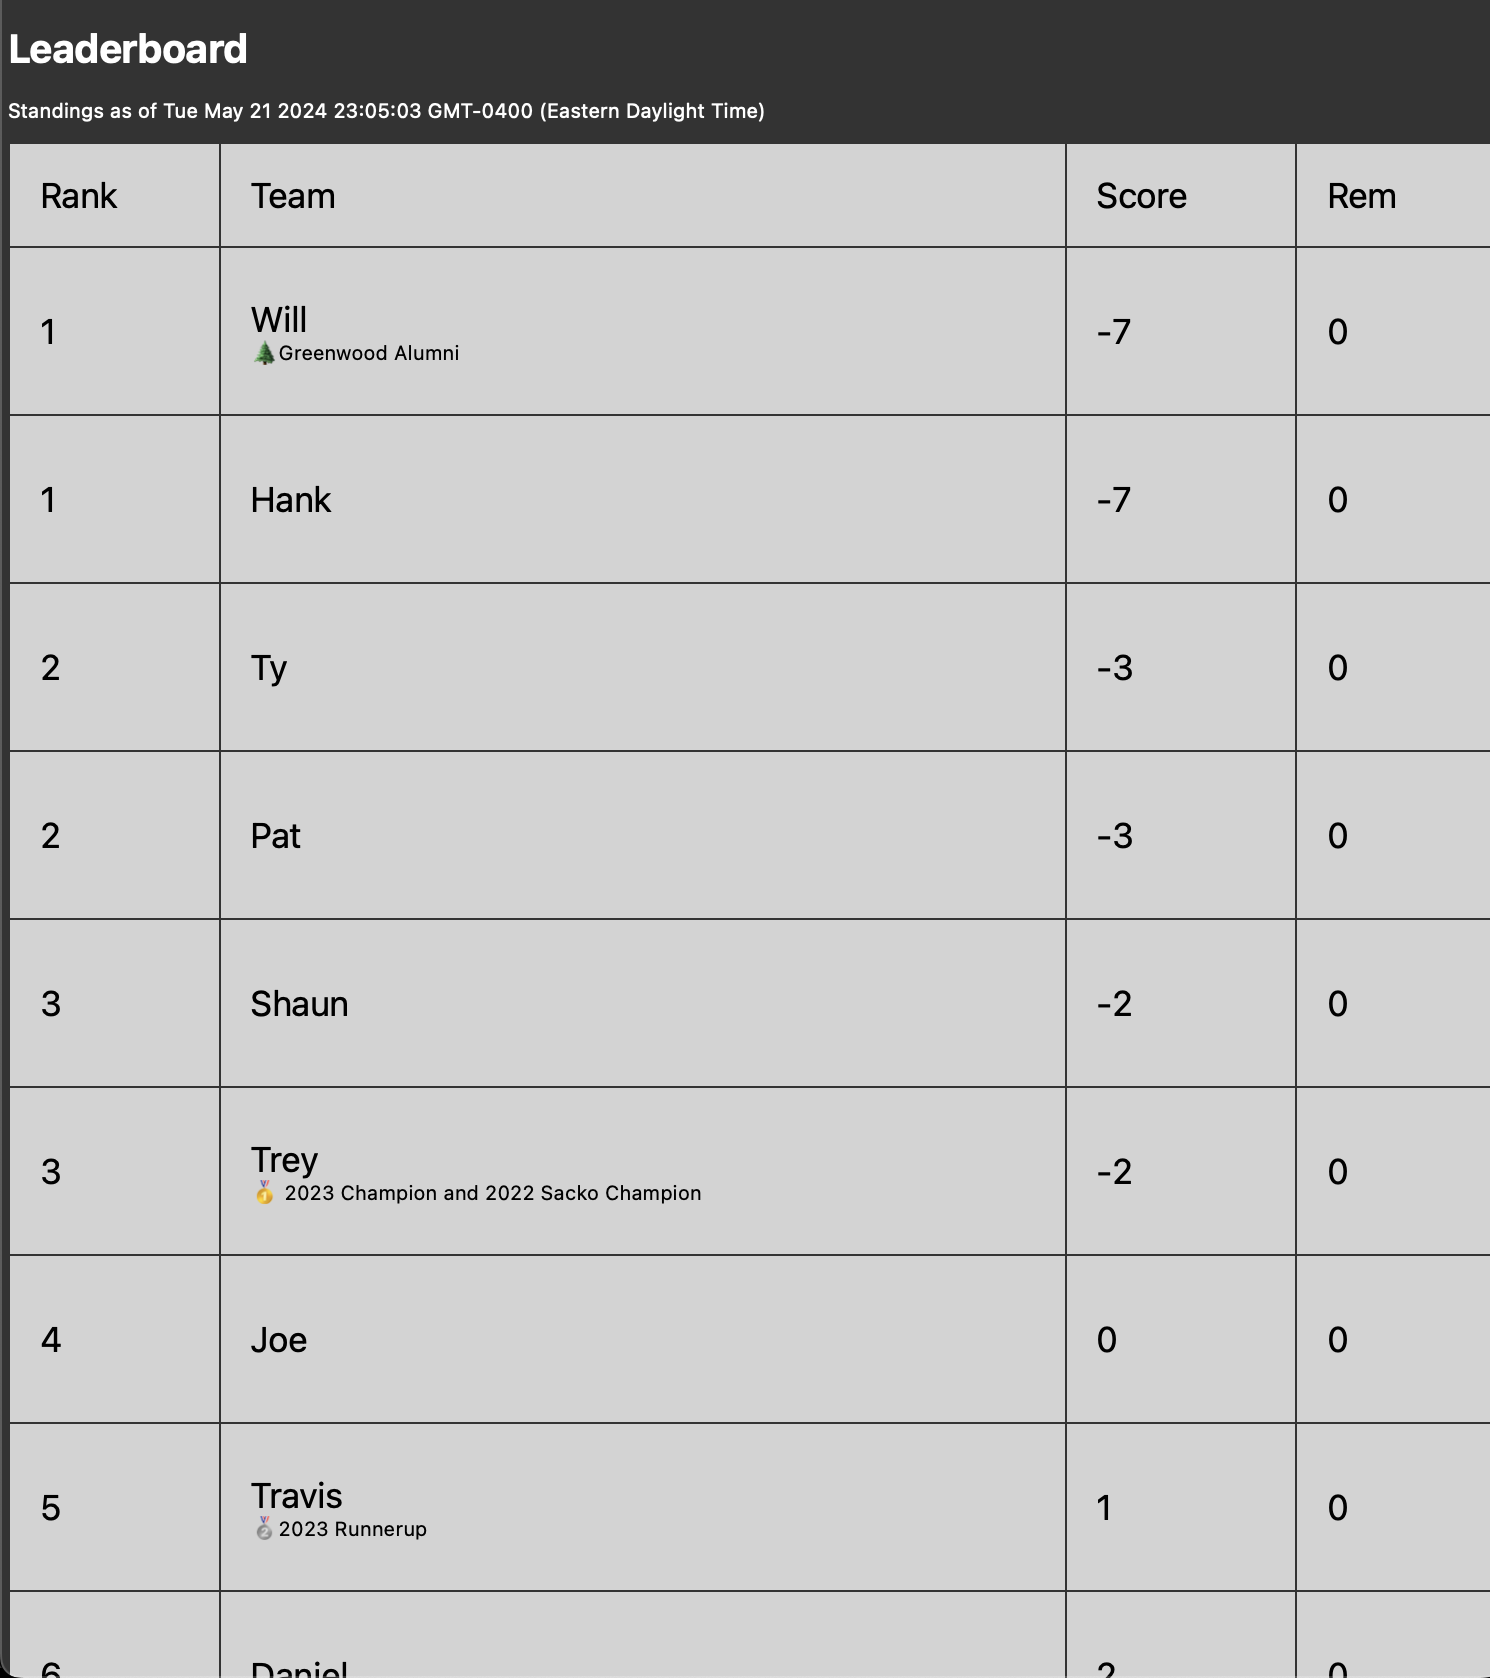 Leaderboard
Standings as of Tue May 21 2024 23:05:03 GMT-0400 (Eastern Daylight Time)
Rank Team Score Rem
1 Will -7 0
🌲Greenwood Alumni
1 Hank -7 0
2 Ty -3 0
2 Pat -3 0
3 Shaun -2 0
3 Trey -2 0
🥇 2023 Champion and 2022 Sacko Champion
4 Joe 0 0
5 Travis 1 0
🥈2023 Runnerup
6 Daniel 2 0